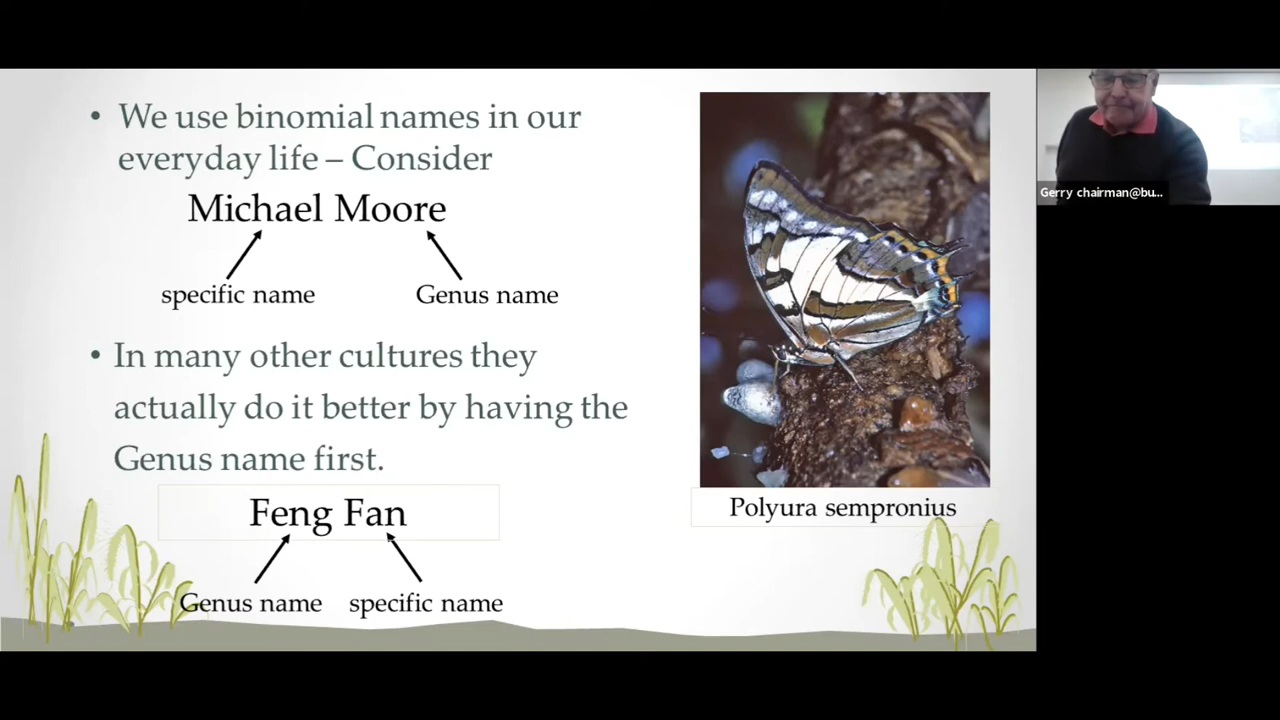 • We use binomial names in our
everyday life – Consider
Michael Moore
specific name
Genus name
• In many other cultures they
actually do it better by having the
Genus name first.
Feng Fan
Genus name
specific name
Polyura sempronius
Gerry chairman@bu...